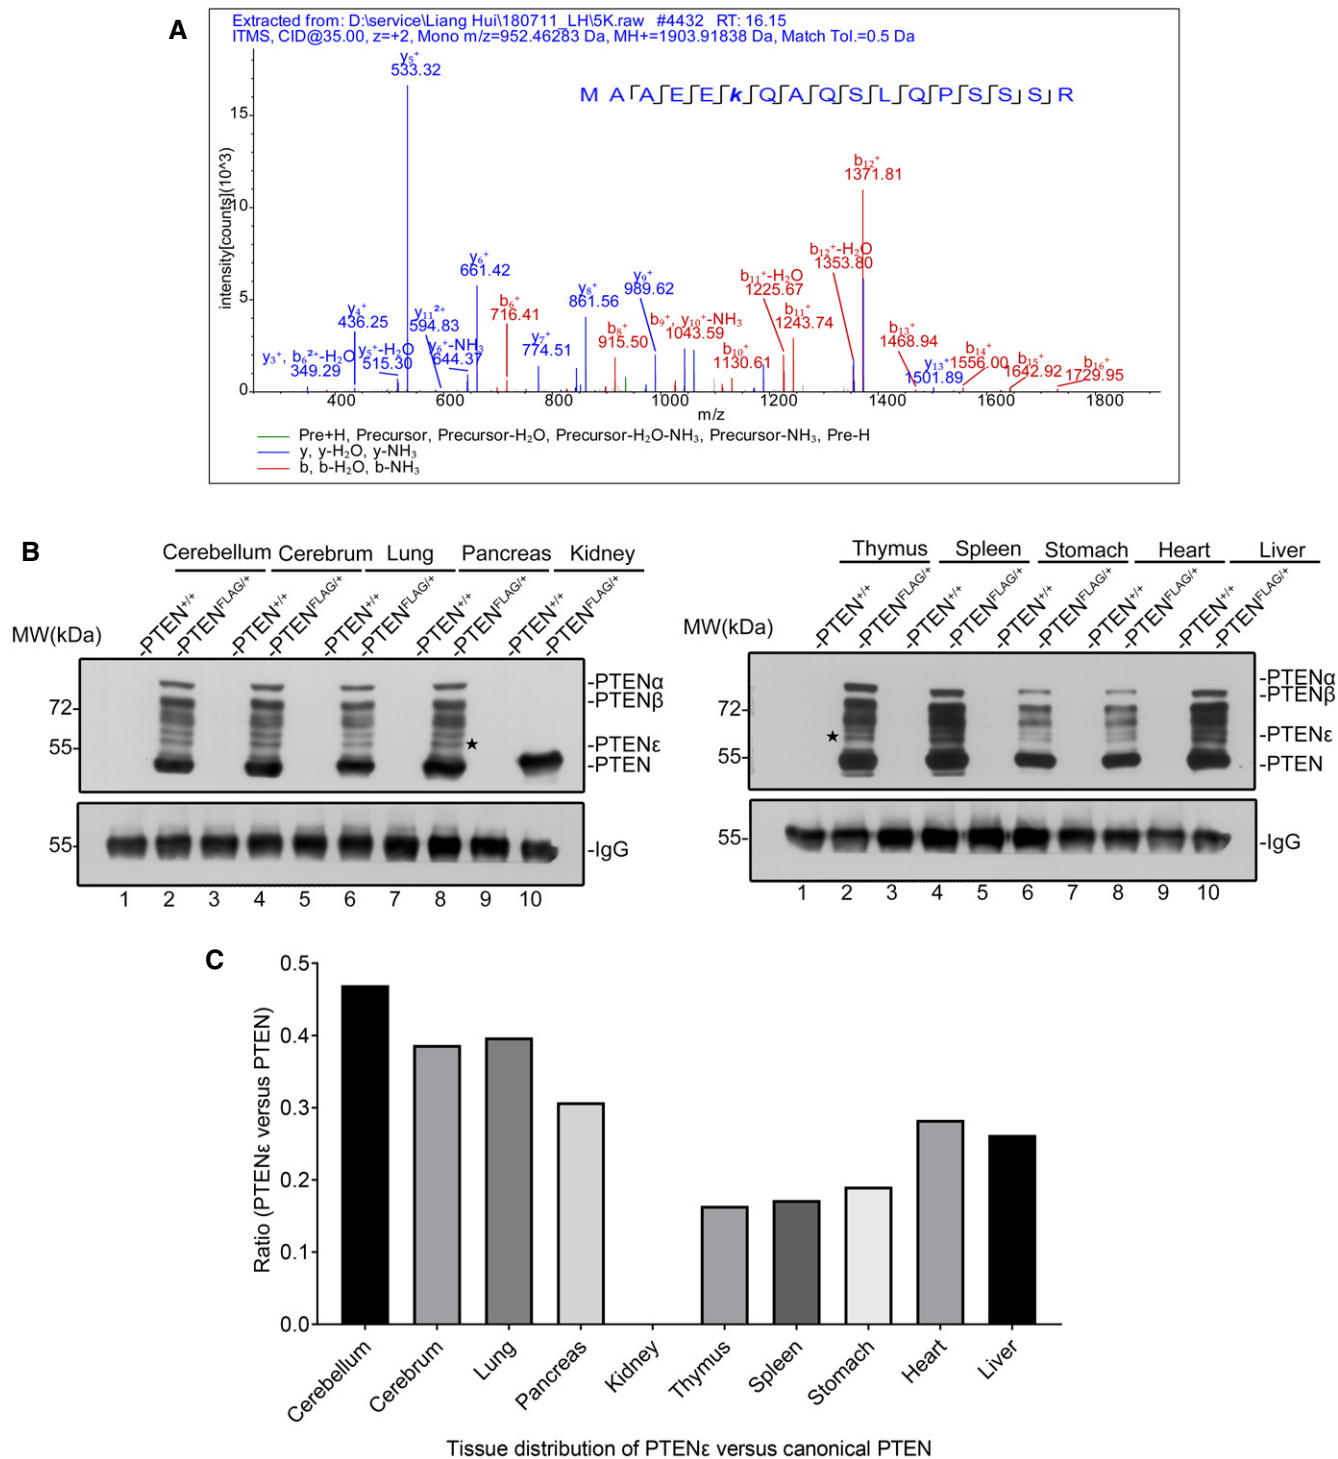 A
Extracted from: D:\service\Liang Hui\180711_LH\5K.raw #4432 RT: 16.15
ITMS, CID@35.00, z=+2, Mono m/z=952.46283 Da, MH+=1903.91838 Da, Match Tol.=0.5 Da
M A A E E k Q A Q S L Q P S S S R
intensity[counts](10^3)
15
10
5
0
y₅⁺
533.32
b₁₂⁺
1371.81
b₁₂⁺-H₂O
1353.80
y₆⁺
661.42
y₉⁺
989.62
b₁₁⁺-H₂O
1225.67
y₈⁺
861.56
y₄⁺
436.25
y₁₁²⁺
594.83
b₆⁺
716.41
b₉⁺, y₁₀⁺-NH₃
1043.59
b₁₁⁺
1243.74
b₈⁺
915.50
y₇⁺
774.51
b₁₃⁺
1468.94
y₃⁺, b₆²⁺-H₂O
349.29
y₅⁺-H₂O
515.30
y₆⁺-NH₃
644.37
b₁₀⁺
1130.61
y₁₃⁺
1501.89
b₁₄⁺
1556.00
b₁₅⁺
1642.92
b₁₆⁺
1729.95
400 600 800 1000 1200 1400 1600 1800
m/z
Pre+H, Precursor, Precursor-H₂O, Precursor-H₂O-NH₃, Precursor-NH₃, Pre-H
y, y-H₂O, y-NH₃
b, b-H₂O, b-NH₃
B
Cerebellum Cerebrum Lung Pancreas Kidney
MW(kDa)
-PTEN⁺/⁺ -PTENFLAG/⁺ -PTEN⁺/⁺ -PTENFLAG/⁺ -PTEN⁺/⁺ -PTENFLAG/⁺ -PTEN⁺/⁺ -PTENFLAG/⁺ -PTEN⁺/⁺ -PTENFLAG/⁺
72-
55-
★
-PTENα
-PTENβ
-PTENε
-PTEN
55-
-IgG
1 2 3 4 5 6 7 8 9 10
Thymus Spleen Stomach Heart Liver
MW(kDa)
-PTEN⁺/⁺ -PTENFLAG/⁺ -PTEN⁺/⁺ -PTENFLAG/⁺ -PTEN⁺/⁺ -PTENFLAG/⁺ -PTEN⁺/⁺ -PTENFLAG/⁺ -PTEN⁺/⁺ -PTENFLAG/⁺
72-
★
55-
-PTENα
-PTENβ
-PTENε
-PTEN
55-
-IgG
1 2 3 4 5 6 7 8 9 10
C
Ratio (PTENε versus PTEN)
0.5
0.4
0.3
0.2
0.1
0.0
Cerebellum
Cerebrum
Lung
Pancreas
Kidney
Thymus
Spleen
Stomach
Heart
Liver
Tissue distribution of PTENε versus canonical PTEN